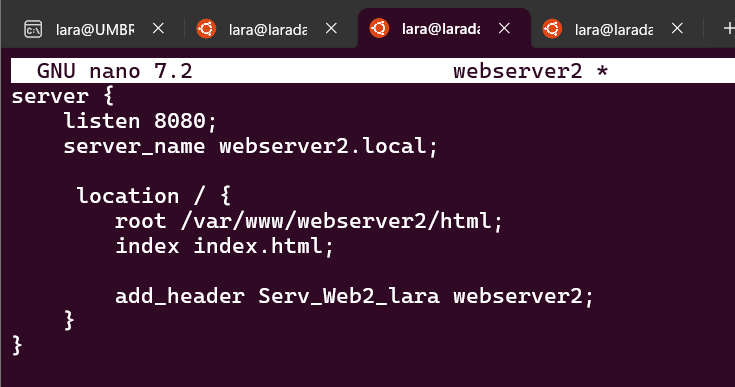 lara@UMBR
lara@larada
lara@larada
lara@larada
GNU nano 7.2 webserver2 *
server {
listen 8080;
server_name webserver2.local;
location / {
root /var/www/webserver2/html;
index index.html;
add_header Serv_Web2_lara webserver2;
}
}